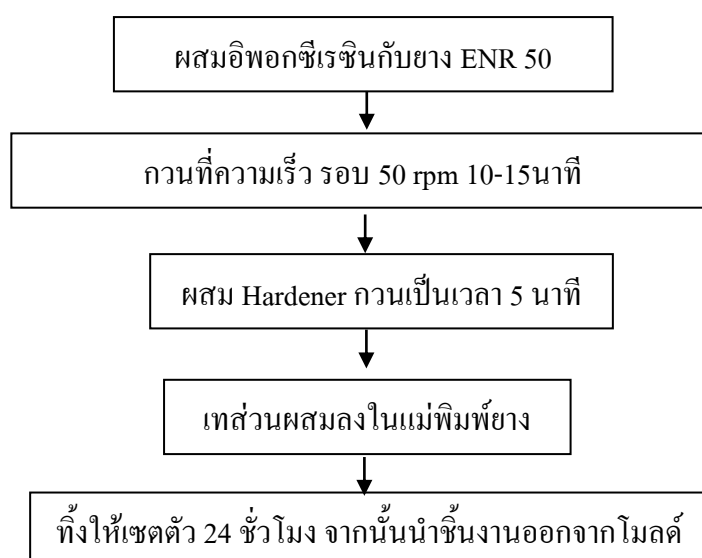 ผสมอิพอกซีเรซินกับยาง ENR 50
กวนที่ความเร็ว รอบ 50 rpm 10-15นาที
ผสม Hardener กวนเป็นเวลา 5 นาที
เทส่วนผสมลงในแม่พิมพ์ยาง
ทิ้งให้เซตตัว 24 ชั่วโมง จากนั้นนำชิ้นงานออกจากโมลด์